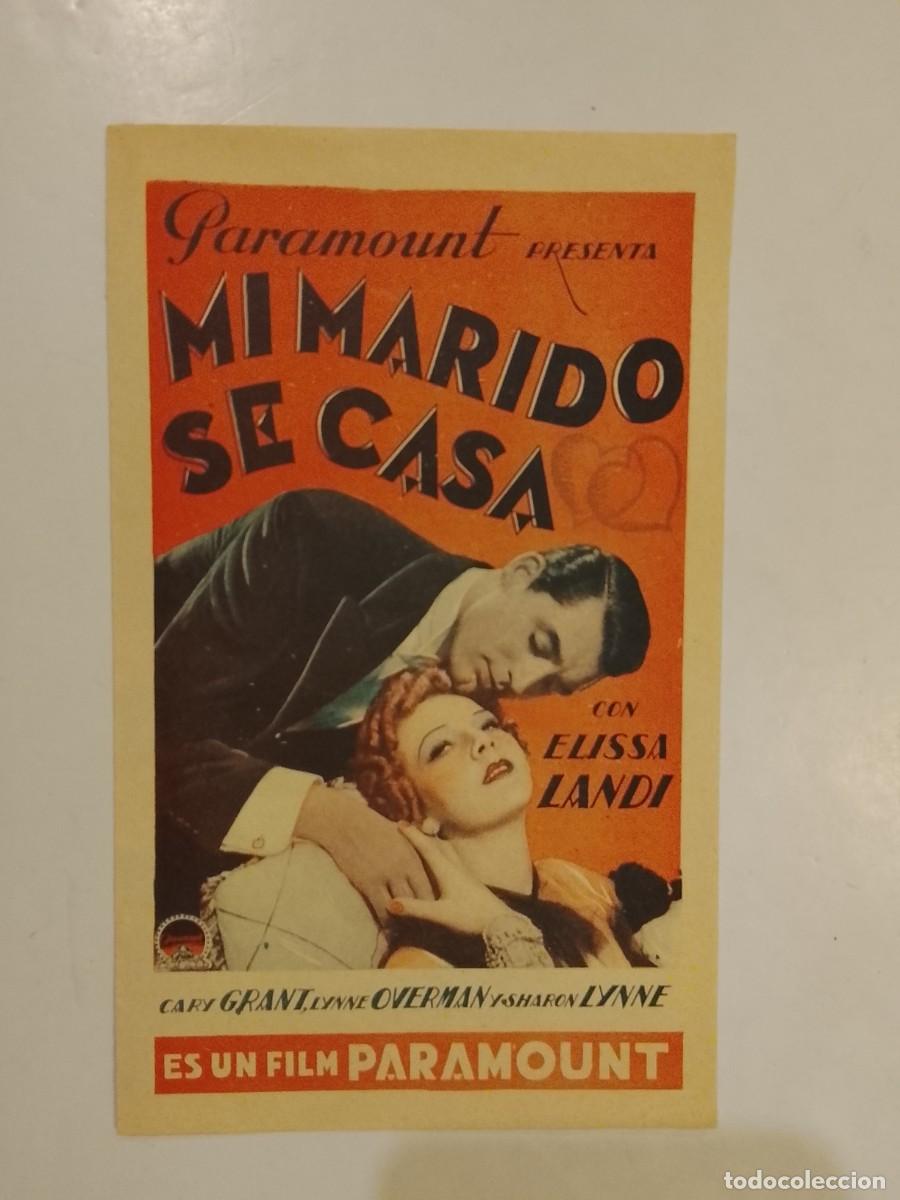 Paramount PRESENTA
MI MARIDO
SE CASA
CON
ELISSA
LANDI
CARY GRANT, LYNNE OVERMAN Y SHARON LYNNE
ES UN FILM PARAMOUNT
todocoleccion